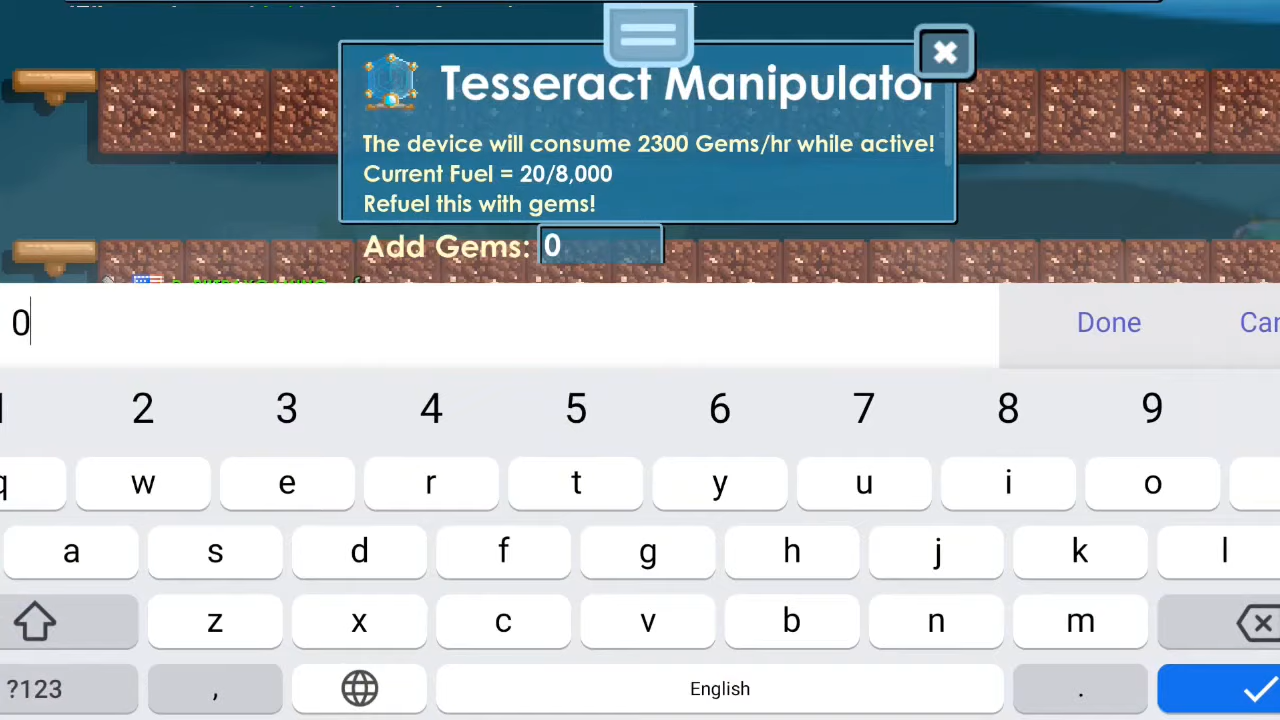 Tesseract Manipulator
The device will consume 2300 Gems/hr while active!
Current Fuel = 20/8,000
Refuel this with gems!
Add Gems: 0
0 Done
2 3 4 5 6 7 8 9
q w e r t y u i o
a s d f g h j k l
z x c v b n m
?123 , English .